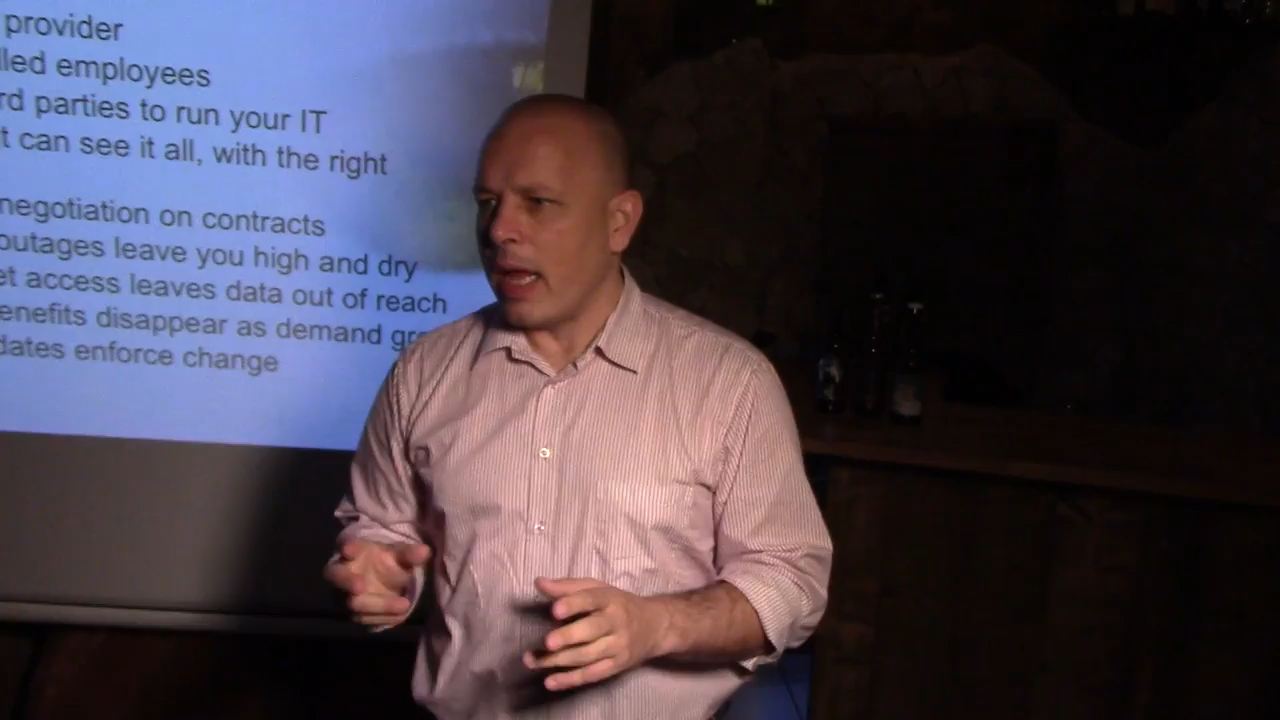 provider
lled employees
rd parties to run your IT
t can see it all, with the right
negotiation on contracts
outages leave you high and dry
et access leaves data out of reach
enefits disappear as demand gr
dates enforce change